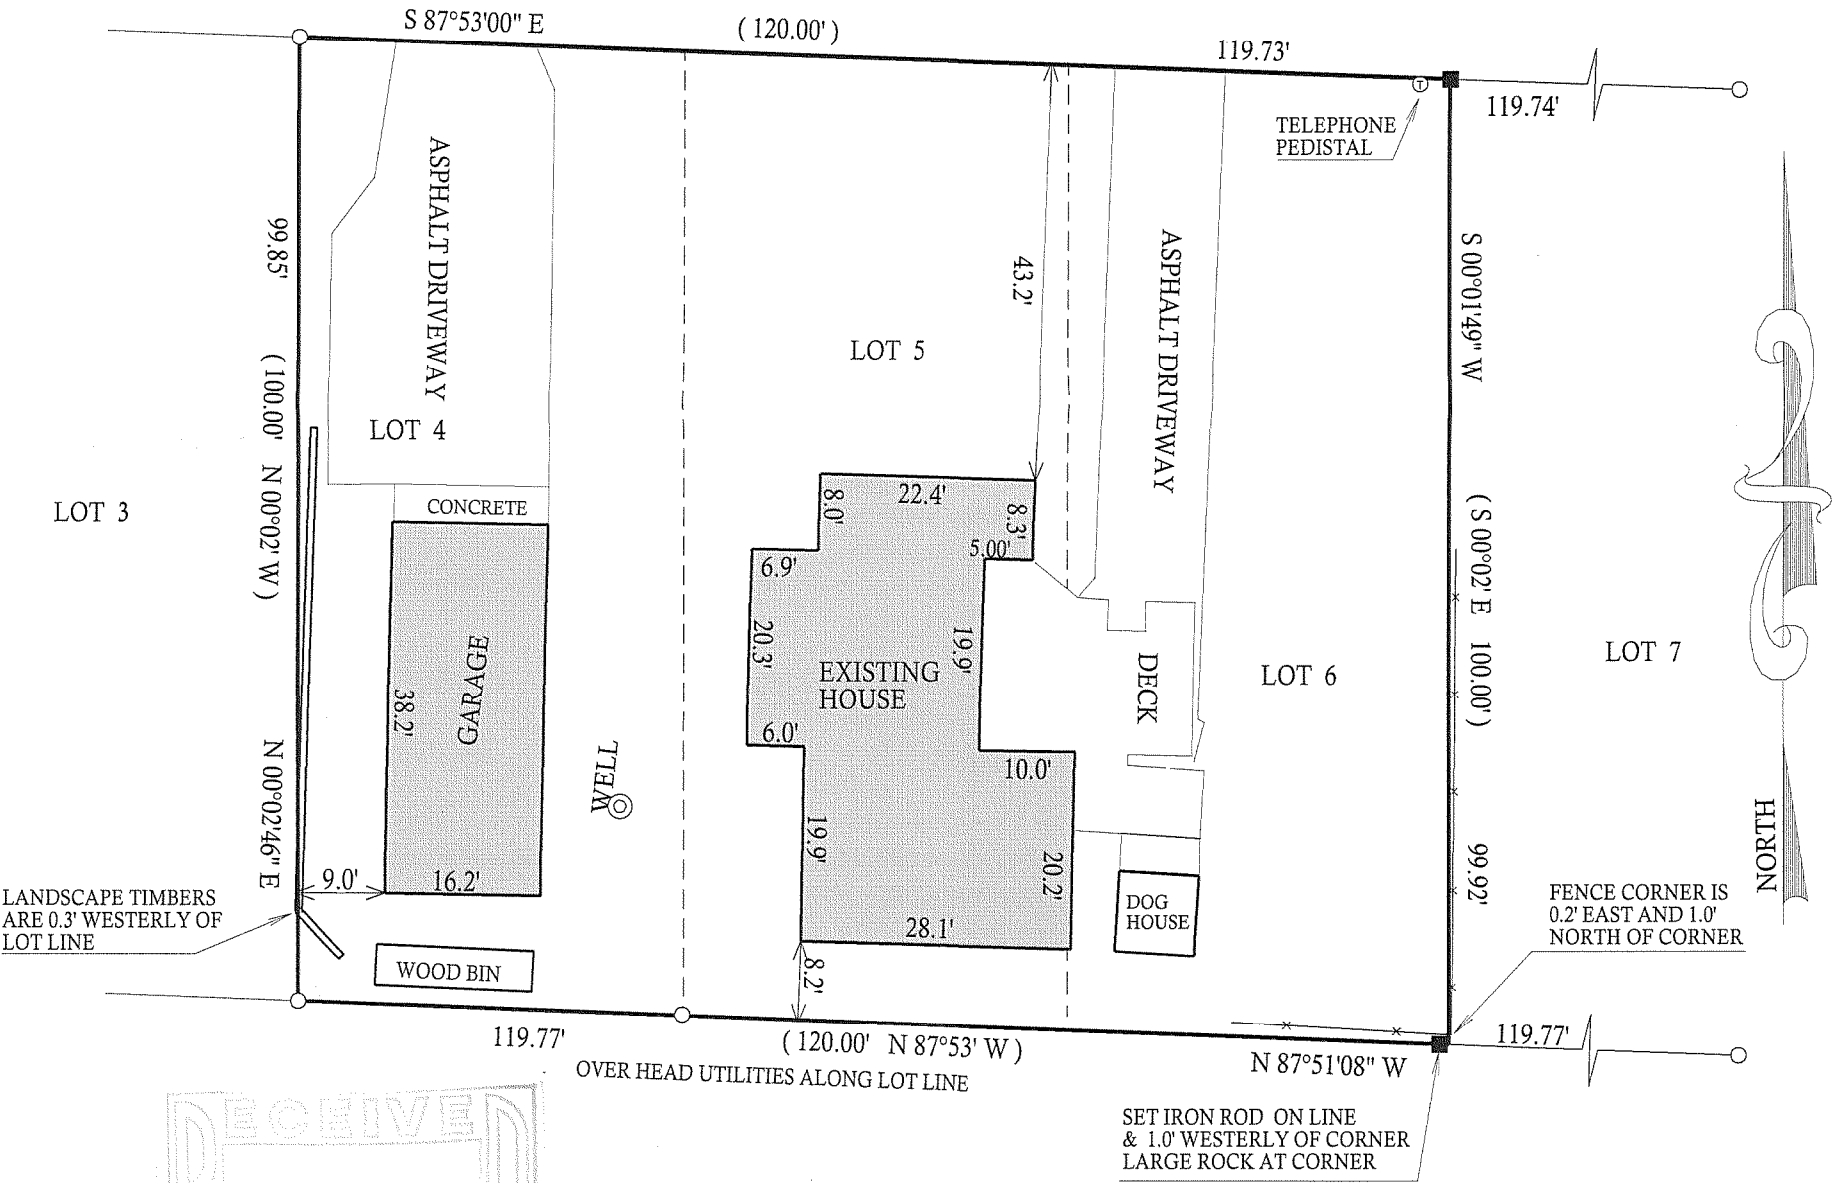 S 87°53'00" E
( 120.00' )
119.73'
119.74'
TELEPHONE
PEDISTAL
T
ASPHALT DRIVEWAY
ASPHALT DRIVEWAY
99.85'
( 100.00' N 00°02' W )
N 00°02'46" E
43.2'
S 00°01'49" W
( S 00°02' E 100.00' )
99.92'
LOT 5
LOT 4
LOT 3
LOT 6
LOT 7
CONCRETE
22.4'
8.0'
8.3'
5.00'
6.9'
20.3'
19.9'
GARAGE
38.2'
EXISTING
HOUSE
DECK
6.0'
10.0'
WELL
19.9'
20.2'
NORTH
9.0'
16.2'
28.1'
8.2'
DOG
HOUSE
WOOD BIN
LANDSCAPE TIMBERS
ARE 0.3' WESTERLY OF
LOT LINE
FENCE CORNER IS
0.2' EAST AND 1.0'
NORTH OF CORNER
119.77'
( 120.00' N 87°53' W )
119.77'
N 87°51'08" W
OVER HEAD UTILITIES ALONG LOT LINE
SET IRON ROD ON LINE
& 1.0' WESTERLY OF CORNER
LARGE ROCK AT CORNER